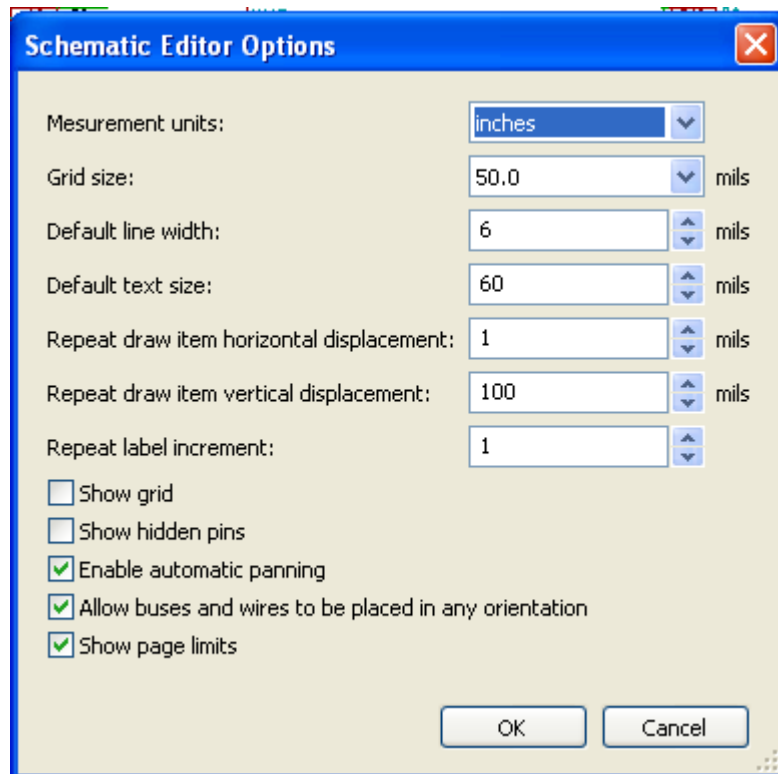 Schematic Editor Options
Mesurement units: inches
Grid size: 50.0 mils
Default line width: 6 mils
Default text size: 60 mils
Repeat draw item horizontal displacement: 1 mils
Repeat draw item vertical displacement: 100 mils
Repeat label increment: 1
Show grid
Show hidden pins
Enable automatic panning
Allow buses and wires to be placed in any orientation
Show page limits
OK Cancel